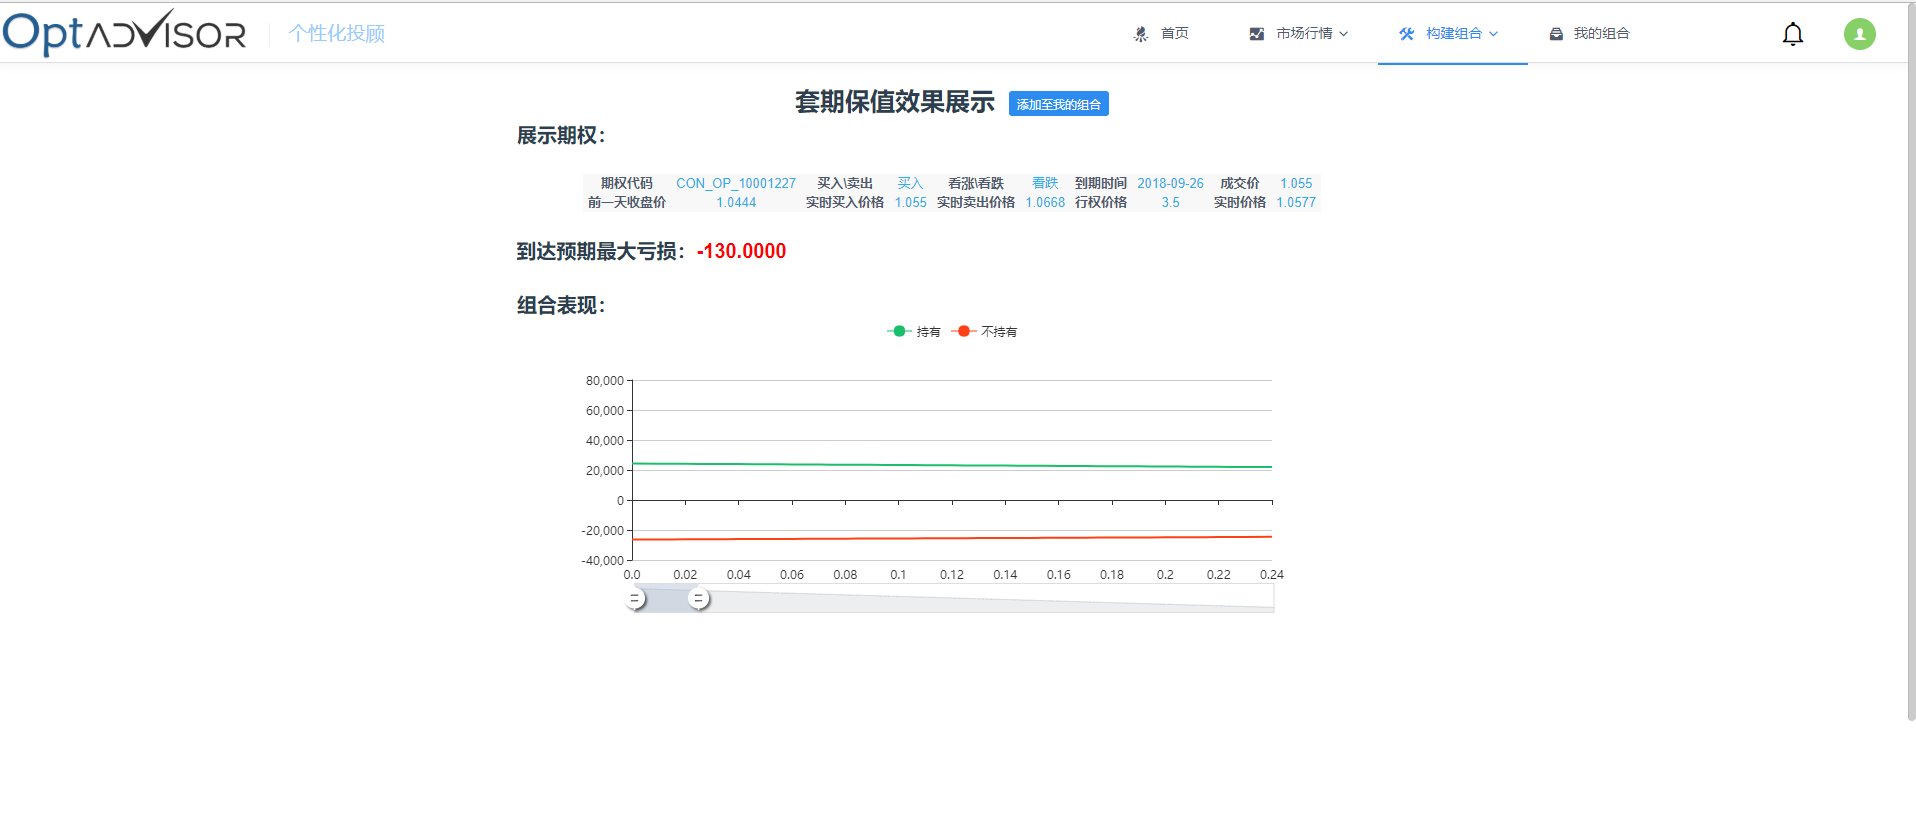 OptADVISOR 个性化投顾 首页 市场行情 构建组合 我的组合
套期保值效果展示 添加至我的组合
展示期权：
期权代码 CON_OP_10001227 买入\卖出 买入 看涨\看跌 看跌 到期时间 2018-09-26 成交价 1.055
前一天收盘价 1.0444 实时买入价格 1.055 实时卖出价格 1.0668 行权价格 3.5 实时价格 1.0577
到达预期最大亏损：-130.0000
组合表现：
持有 不持有
80,000
60,000
40,000
20,000
0
-20,000
-40,000
0.0 0.02 0.04 0.06 0.08 0.1 0.12 0.14 0.16 0.18 0.2 0.22 0.24